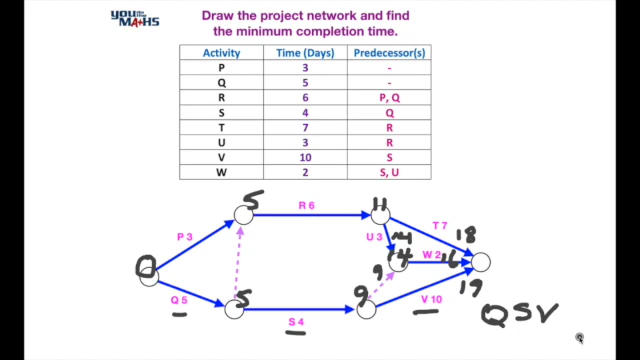 you
MATHS
Draw the project network and find
the minimum completion time.
Activity Time (Days) Predecessor(s)
P 3 -
Q 5 -
R 6 P, Q
S 4 Q
T 7 R
U 3 R
V 10 S
W 2 S, U
5 R 6 11
P 3 U 3 14 T 7 18
0 14 W 2 16
9
Q 5 5 9 19
S 4 V 10 QSV